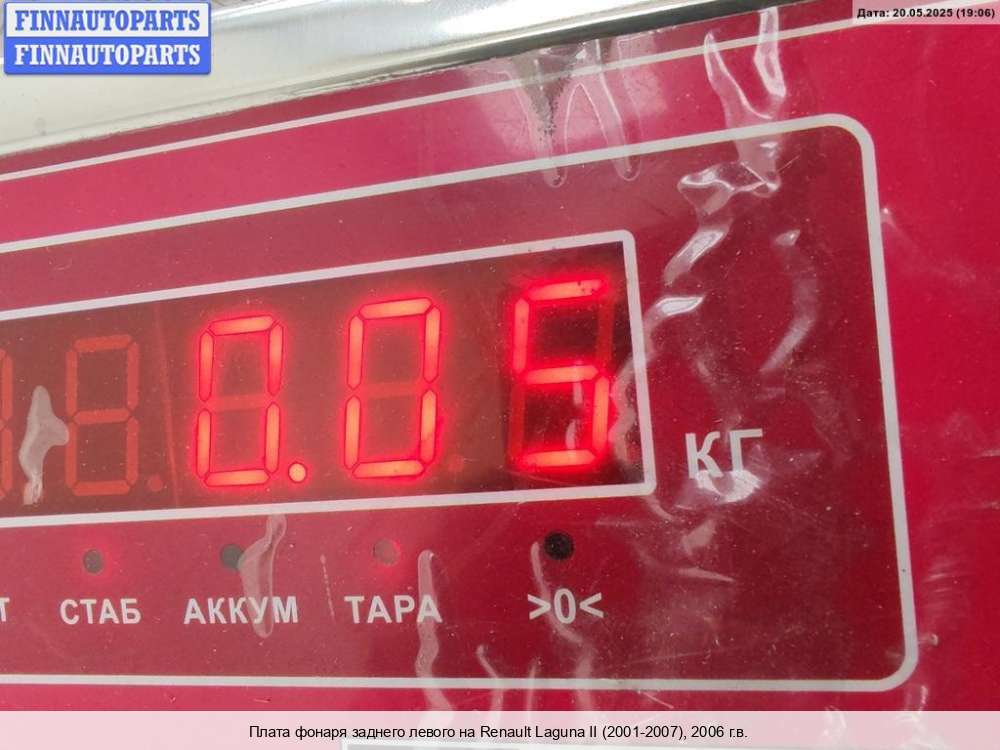 FINNAUTOPARTS
FINNAUTOPARTS
Дата: 20.05.2025 (19:06)
0.05
КГ
Т СТАБ АККУМ ТАРА >0<
Плата фонаря заднего левого на Renault Laguna II (2001-2007), 2006 г.в.